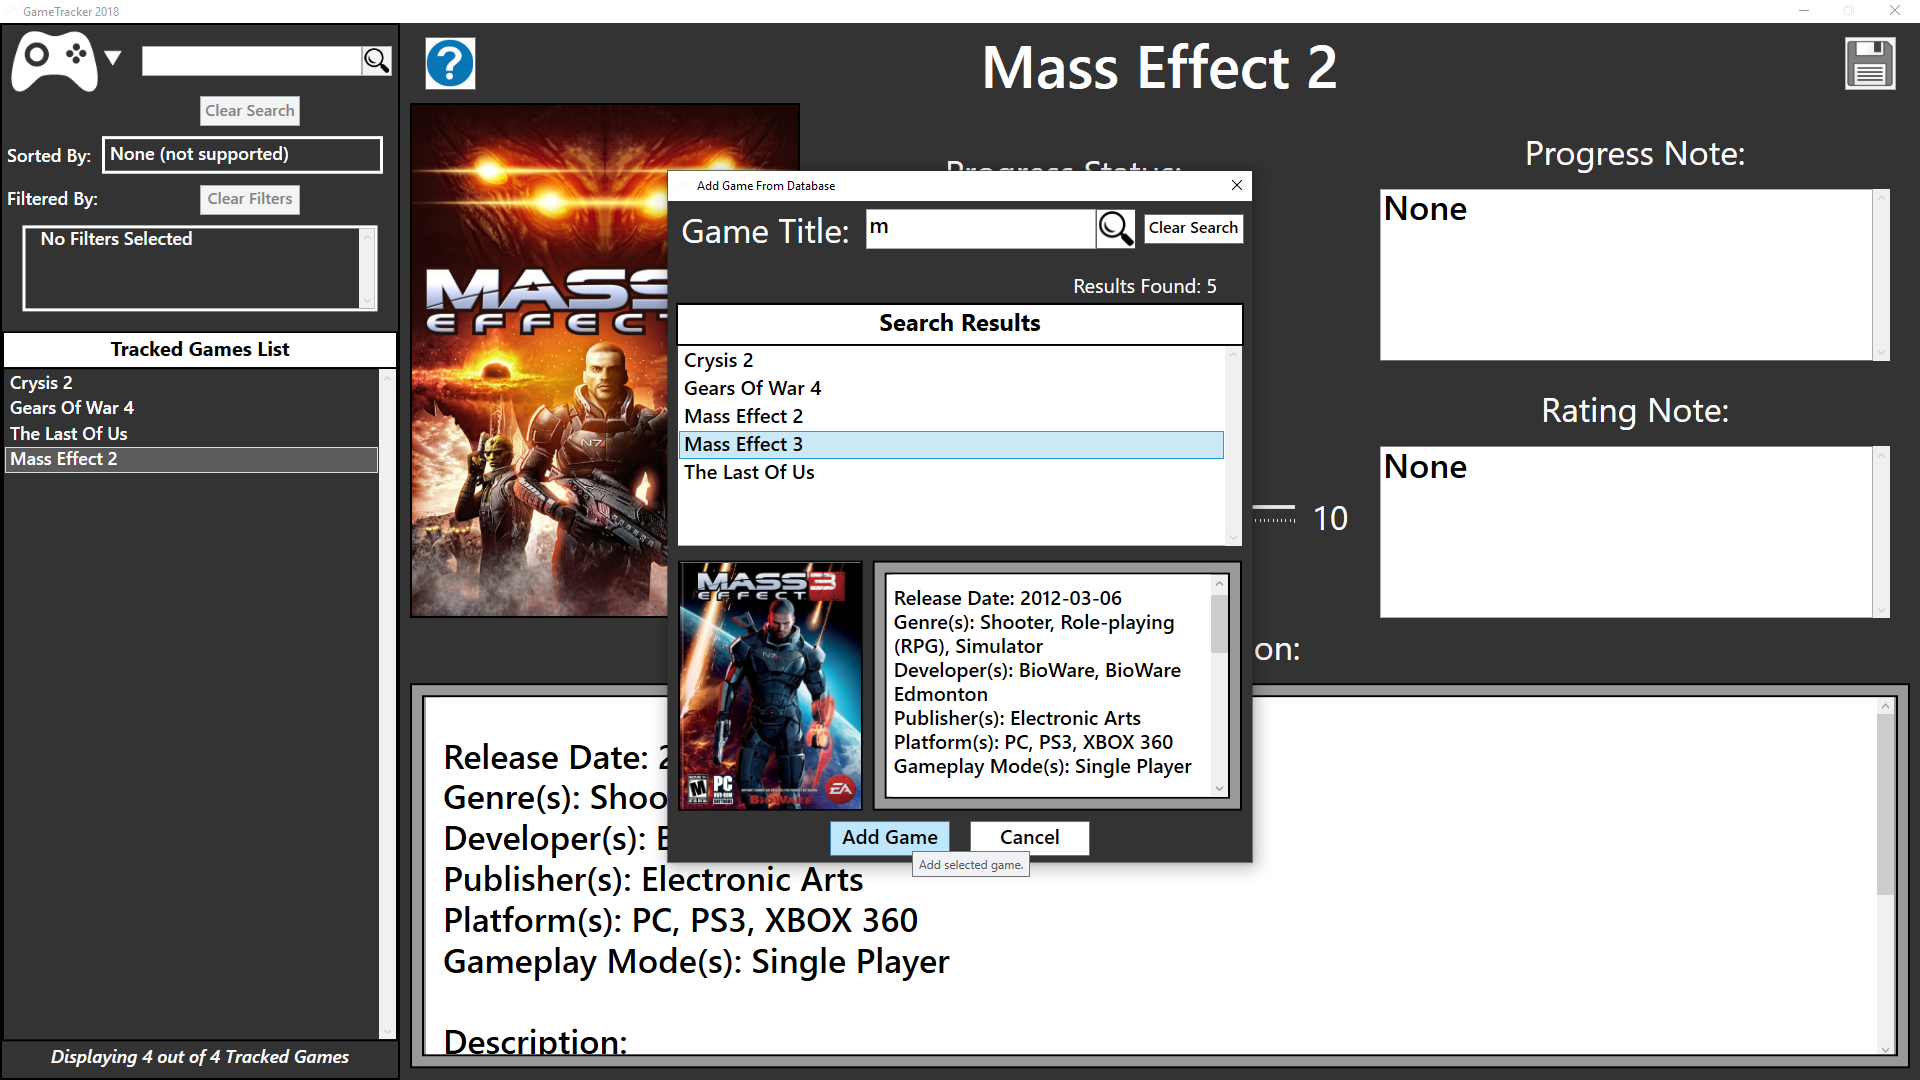 GameTracker 2018
Clear Search
Sorted By: None (not supported)
Filtered By: Clear Filters
No Filters Selected
Tracked Games List
Crysis 2
Gears Of War 4
The Last Of Us
Mass Effect 2
Displaying 4 out of 4 Tracked Games
?
Mass Effect 2
MASS
EFFECT
N7
Progress Status:
10
Progress Note:
None
Rating Note:
None
on:
Release Date: 2
Genre(s): Shoo
Developer(s): B
Publisher(s): Electronic Arts
Platform(s): PC, PS3, XBOX 360
Gameplay Mode(s): Single Player
Description:
Add Game From Database
Game Title: m Clear Search
Results Found: 5
Search Results
Crysis 2
Gears Of War 4
Mass Effect 2
Mass Effect 3
The Last Of Us
MASS 3
EFFECT
N7
M PC
EA
BIOWARE
Release Date: 2012-03-06
Genre(s): Shooter, Role-playing
(RPG), Simulator
Developer(s): BioWare, BioWare
Edmonton
Publisher(s): Electronic Arts
Platform(s): PC, PS3, XBOX 360
Gameplay Mode(s): Single Player
Add Game Cancel
Add selected game.